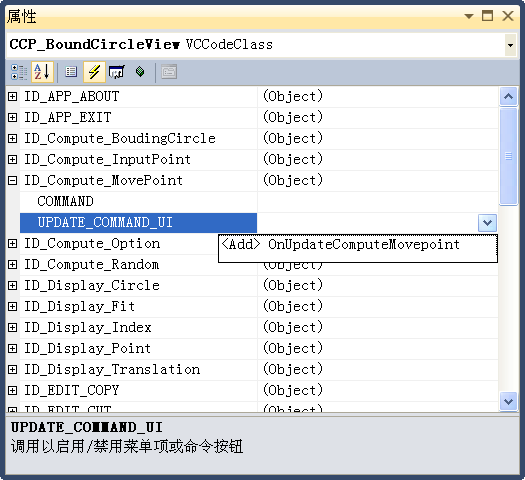 属性
CCP_BoundCircleView VCCodeClass
ID_APP_ABOUT (Object)
ID_APP_EXIT (Object)
ID_Compute_BoudingCircle (Object)
ID_Compute_InputPoint (Object)
ID_Compute_MovePoint (Object)
COMMAND
UPDATE_COMMAND_UI
ID_Compute_Option <Add> OnUpdateComputeMovepoint
ID_Compute_Random (Object)
ID_Display_Circle (Object)
ID_Display_Fit (Object)
ID_Display_Index (Object)
ID_Display_Point (Object)
ID_Display_Translation (Object)
ID_EDIT_COPY (Object)
ID_EDIT_CUT (Object)
UPDATE_COMMAND_UI
调用以启用/禁用菜单项或命令按钮